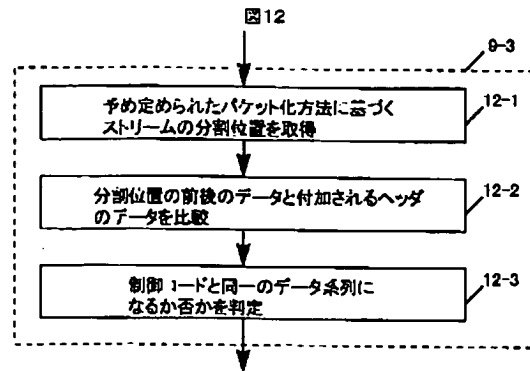 図12
9-3
予め定められたパケット化方法に基づく
ストリームの分割位置を取得
12-1
分割位置の前後のデータと付加されるヘッダ
のデータを比較
12-2
制御コードと同一のデータ系列に
なるか否かを判定
12-3